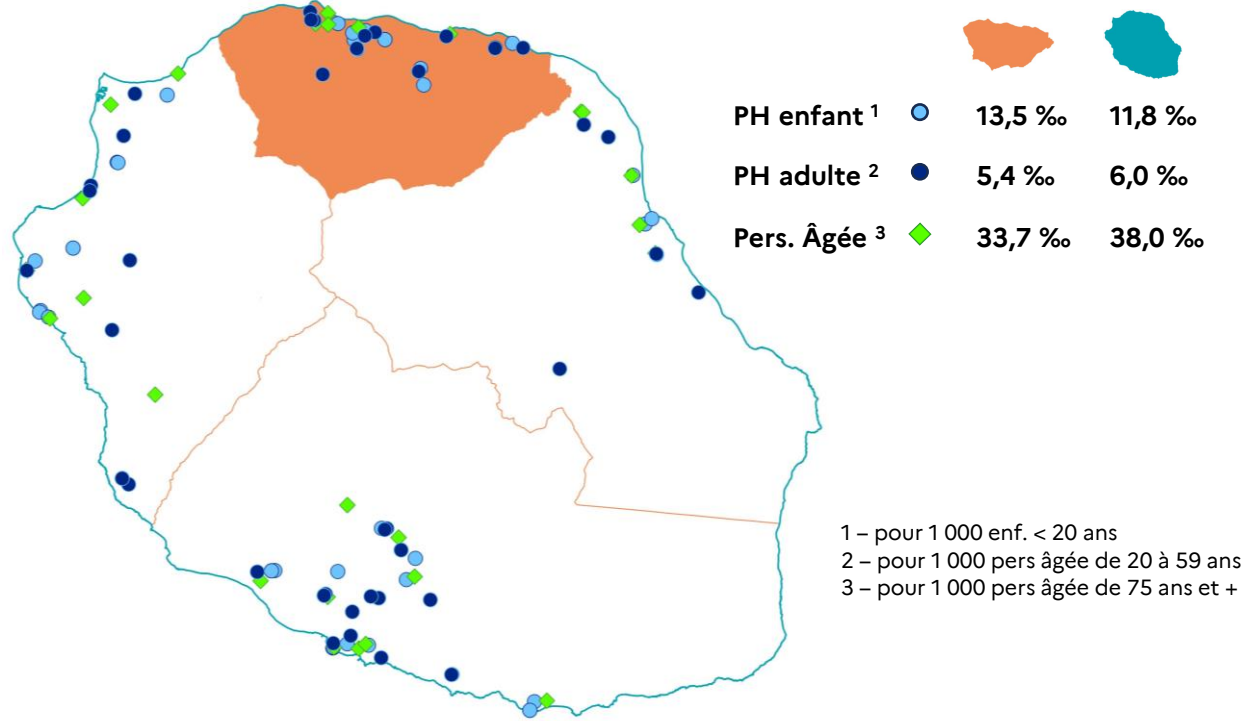 PH enfant ¹ 13,5 ‰ 11,8 ‰
PH adulte ² 5,4 ‰ 6,0 ‰
Pers. Âgée ³ 33,7 ‰ 38,0 ‰
1 – pour 1 000 enf. < 20 ans
2 – pour 1 000 pers âgée de 20 à 59 ans
3 – pour 1 000 pers âgée de 75 ans et +